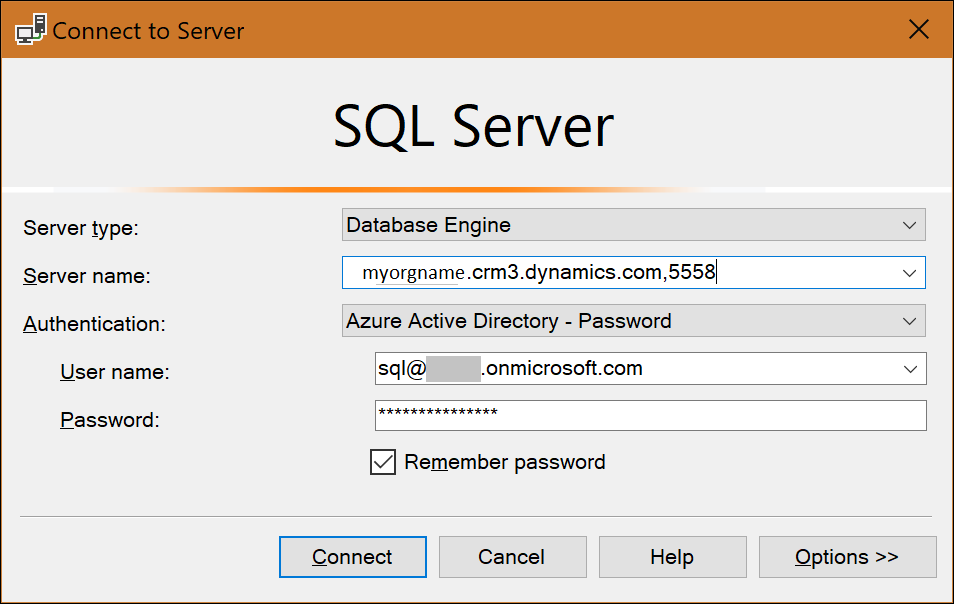 Connect to Server
SQL Server
Server type: Database Engine
Server name: myorgname.crm3.dynamics.com,5558
Authentication: Azure Active Directory - Password
User name: sql@ .onmicrosoft.com
Password: ***************
Remember password
Connect Cancel Help Options >>